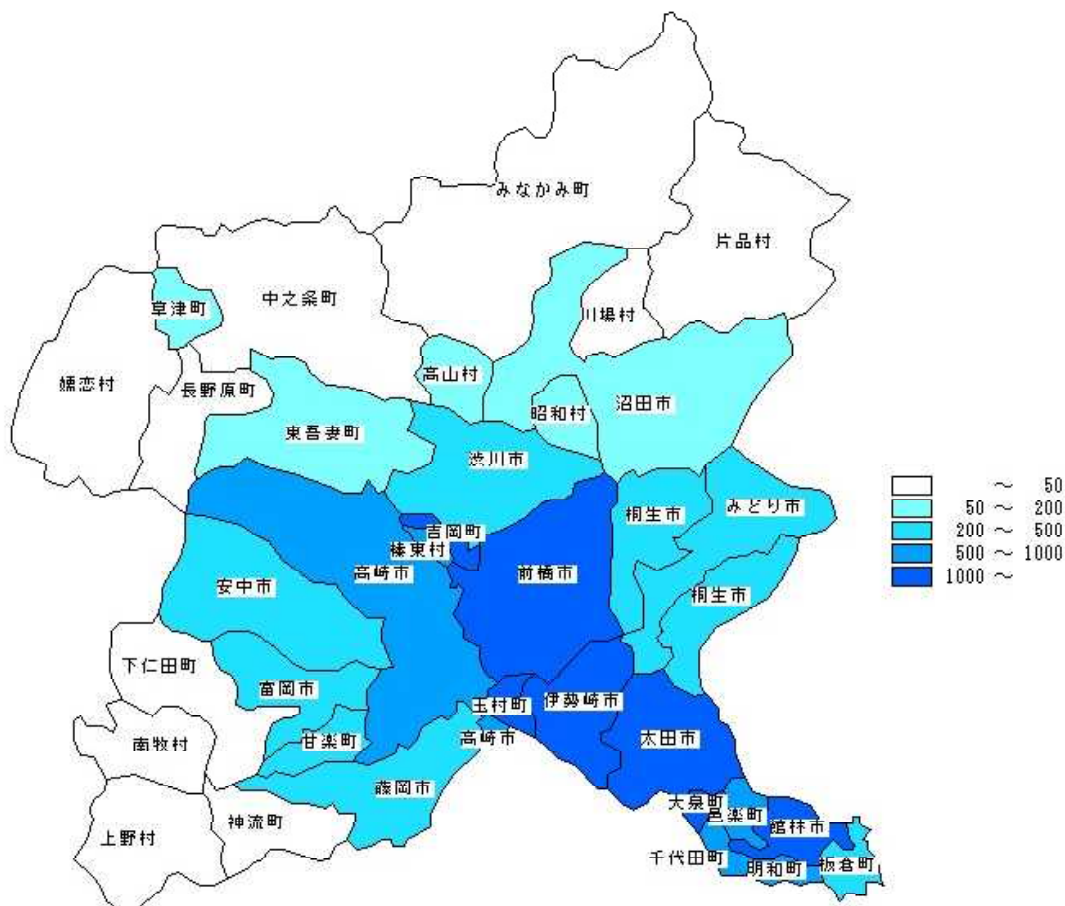 みなかみ町
片品村
中之条町
草津町
川場村
嬬恋村
長野原町
高山村
昭和村
沼田市
東吾妻町
渋川市
～ 50
50 ～ 200
200 ～ 500
500 ～ 1000
1000 ～
みどり市
桐生市
吉岡町
榛東村
高崎市
前橋市
安中市
桐生市
下仁田町
富岡市
玉村町
伊勢崎市
南牧村
甘楽町
高崎市
太田市
藤岡市
大泉町
邑楽町
神流町
上野村
館林市
千代田町
明和町
板倉町